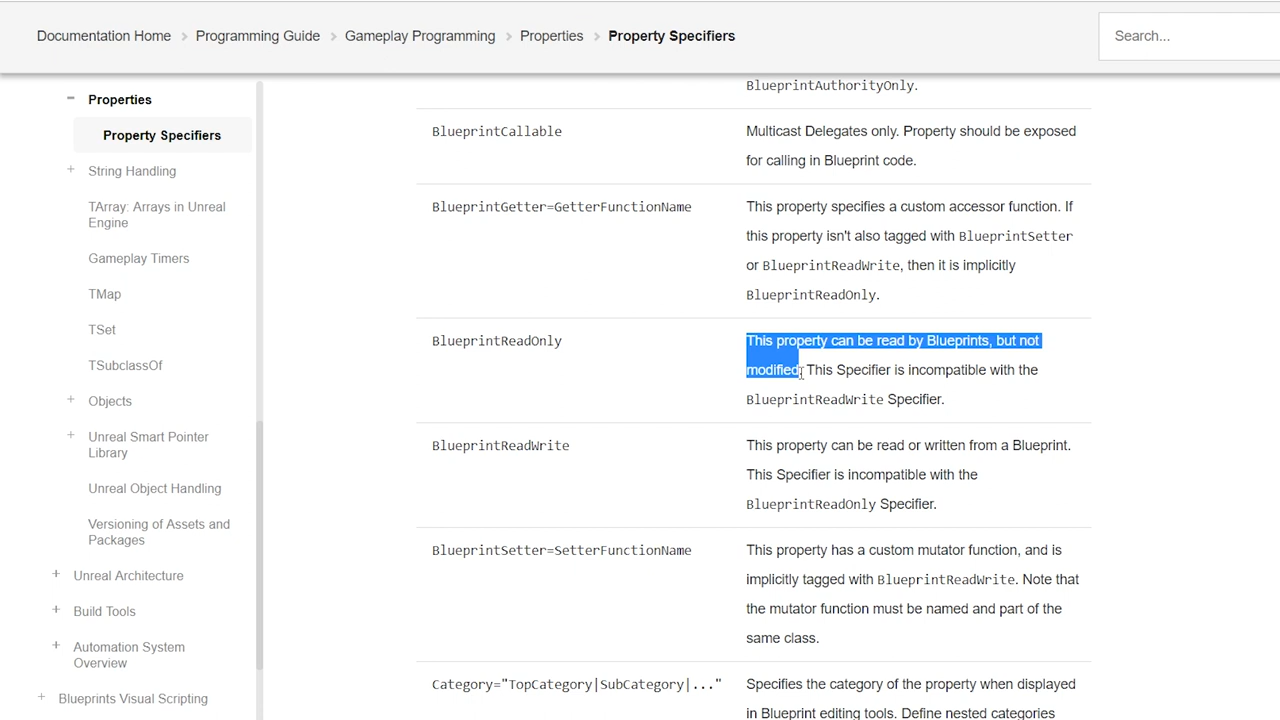 Documentation Home > Programming Guide > Gameplay Programming > Properties > Property Specifiers
Search...
Properties
Property Specifiers
String Handling
TArray: Arrays in Unreal
Engine
Gameplay Timers
TMap
TSet
TSubclassOf
Objects
Unreal Smart Pointer
Library
Unreal Object Handling
Versioning of Assets and
Packages
Unreal Architecture
Build Tools
Automation System
Overview
Blueprints Visual Scripting
BlueprintAuthorityOnly.
BlueprintCallable
Multicast Delegates only. Property should be exposed
for calling in Blueprint code.
BlueprintGetter=GetterFunctionName
This property specifies a custom accessor function. If
this property isn't also tagged with BlueprintSetter
or BlueprintReadWrite, then it is implicitly
BlueprintReadOnly.
BlueprintReadOnly
This property can be read by Blueprints, but not
modified. This Specifier is incompatible with the
BlueprintReadWrite Specifier.
BlueprintReadWrite
This property can be read or written from a Blueprint.
This Specifier is incompatible with the
BlueprintReadOnly Specifier.
BlueprintSetter=SetterFunctionName
This property has a custom mutator function, and is
implicitly tagged with BlueprintReadWrite. Note that
the mutator function must be named and part of the
same class.
Category="TopCategory|SubCategory|..."
Specifies the category of the property when displayed
in Blueprint editing tools. Define nested categories